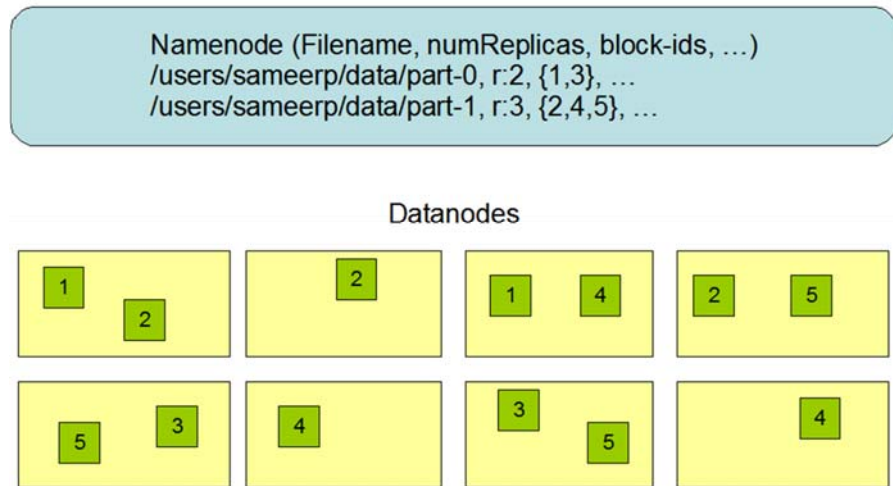 Namenode (Filename, numReplicas, block-ids, …)
/users/sameerp/data/part-0, r:2, {1,3}, …
/users/sameerp/data/part-1, r:3, {2,4,5}, …
Datanodes
1
2
2
1 4
2 5
5 3
4
3
5
4